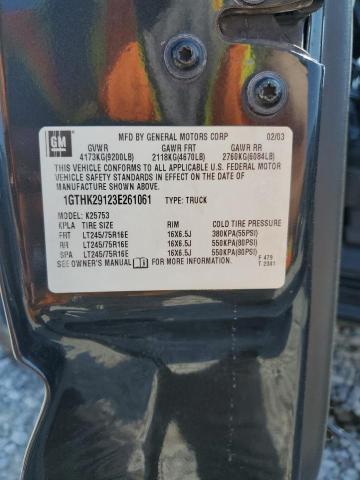 GM
MFD BY GENERAL MOTORS CORP 02/03
GVWR GAWR FRT GAWR RR
4173KG(9200LB) 2118KG(4670LB) 2760KG(6084LB)
THIS VEHICLE CONFORMS TO ALL APPLICABLE U.S. FEDERAL MOTOR
VEHICLE SAFETY STANDARDS IN EFFECT ON THE DATE OF
MANUFACTURE SHOWN ABOVE.
1GTHK29123E261061 TYPE: TRUCK
MODEL: K25753
KPLA TIRE SIZE RIM COLD TIRE PRESSURE
FRT LT245/75R16E 16X6.5J 380KPA(55PSI)
RR LT245/75R16E 16X6.5J 550KPA(80PSI)
SPA LT245/75R16E 16X6.5J 550KPA(80PSI)
SEE OWNER'S MANUAL FOR MORE INFORMATION. F 479
T 2341